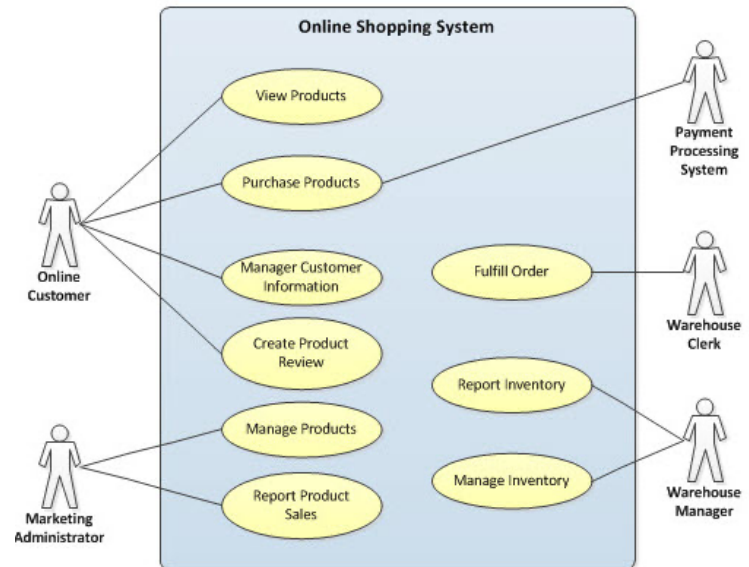 Online Shopping System
View Products
Purchase Products
Payment
Processing
System
Online
Customer
Manager Customer
Information
Fulfill Order
Warehouse
Clerk
Create Product
Review
Report Inventory
Manage Products
Marketing
Administrator
Report Product
Sales
Manage Inventory
Warehouse
Manager